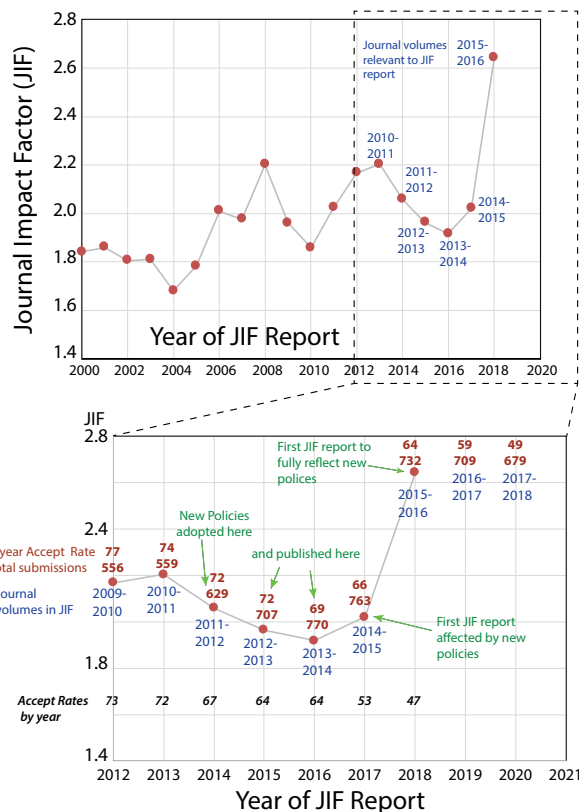 Journal Impact Factor (JIF)
2.8
2.6
2.4
2.2
2.0
1.8
1.6
1.4
Journal volumes
relevant to JIF
report
2015-
2016
2010-
2011
2011-
2012
2012-
2013
2013-
2014
2014-
2015
Year of JIF Report
2000 2002 2004 2006 2008 2010 2012 2014 2016 2018 2020
JIF
2.8
2.6
2.2
1.8
1.4
First JIF report to
fully reflect new
polices
64
732
2015-
2016
59
709
2016-
2017
49
679
2017-
2018
New Policies
adopted here
and published here
year Accept Rate
otal submissions
ournal
olumes in JIF
77
556
2009-
2010
74
559
2010-
2011
72
629
2011-
2012
72
707
2012-
2013
69
770
2013-
2014
66
763
2014-
2015
First JIF report
affected by new
policies
Accept Rates
by year
73 72 67 64 64 53 47
2012 2013 2014 2015 2016 2017 2018 2019 2020 2021
Year of JIF Report